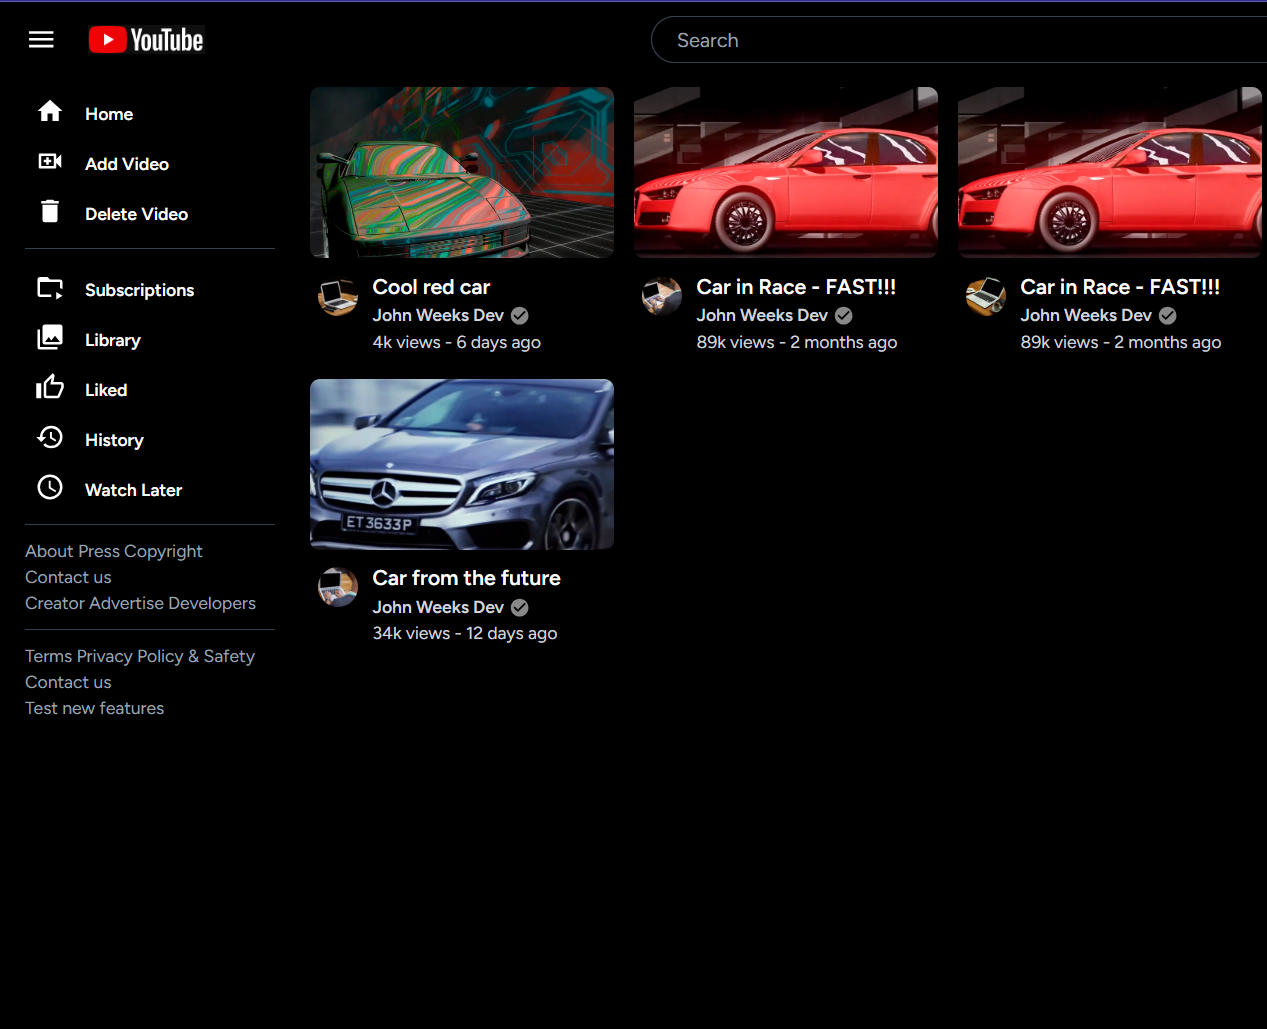 YouTube
Search
Home
Add Video
Delete Video
Subscriptions
Library
Liked
History
Watch Later
About Press Copyright
Contact us
Creator Advertise Developers
Terms Privacy Policy & Safety
Contact us
Test new features
Cool red car
John Weeks Dev
4k views - 6 days ago
Car in Race - FAST!!!
John Weeks Dev
89k views - 2 months ago
Car in Race - FAST!!!
John Weeks Dev
89k views - 2 months ago
ET3633P
Car from the future
John Weeks Dev
34k views - 12 days ago